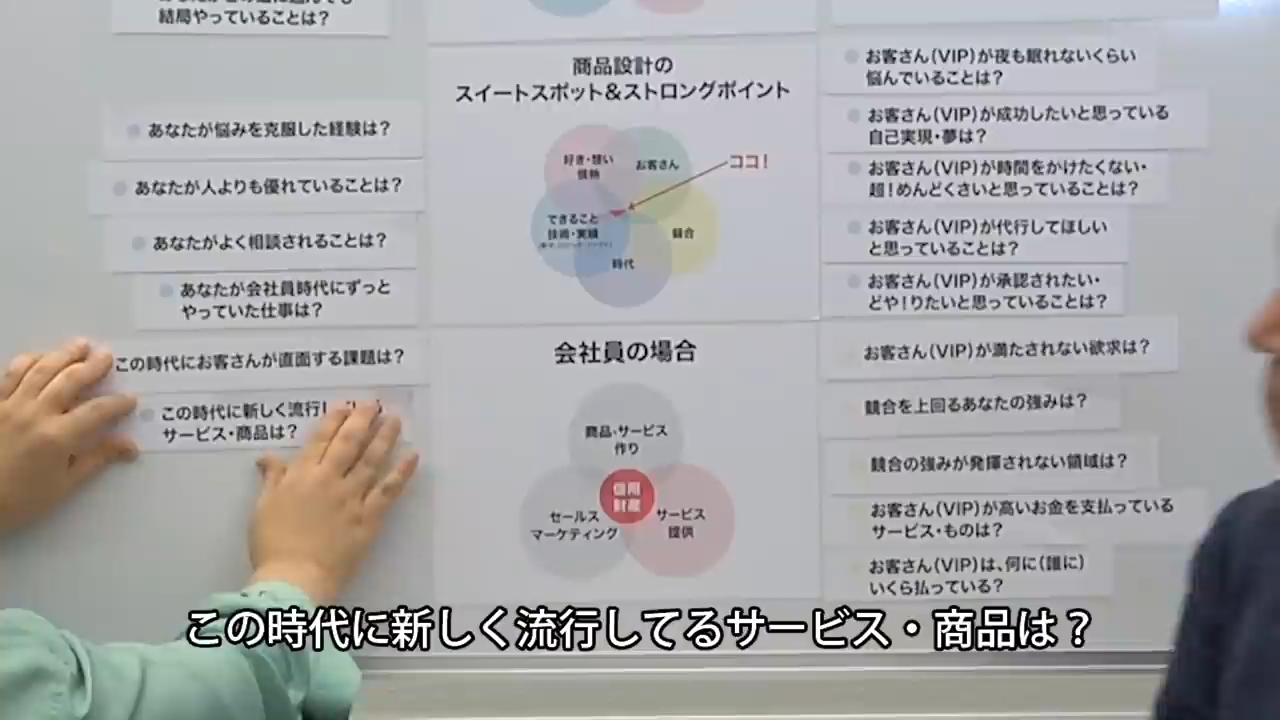 結局やっていることは?
あなたが悩みを克服した経験は?
あなたが人よりも優れていることは?
あなたがよく相談されることは?
あなたが会社員時代にずっと
やっていた仕事は?
この時代にお客さんが直面する課題は?
この時代に新しく流行し
サービス・商品は?
商品設計の
スイートスポット&ストロングポイント
好き・想い
情熱
お客さん
ココ!
できること
技術・実績
競合
時代
会社員の場合
商品・サービス
作り
信用
財産
セールス
マーケティング
サービス
提供
お客さん(VIP)が夜も眠れないくらい
悩んでいることは?
お客さん(VIP)が成功したいと思っている
自己実現・夢は?
お客さん(VIP)が時間をかけたくない・
超!めんどくさいと思っていることは?
お客さん(VIP)が代行してほしい
と思っていることは?
お客さん(VIP)が承認されたい・
どや!りたいと思っていることは?
お客さん(VIP)が満たされない欲求は?
競合を上回るあなたの強みは?
競合の強みが発揮されない領域は?
お客さん(VIP)が高いお金を支払っている
サービス・ものは?
お客さん(VIP)は、何に(誰に)
いくら払っている?
この時代に新しく流行してるサービス・商品は?